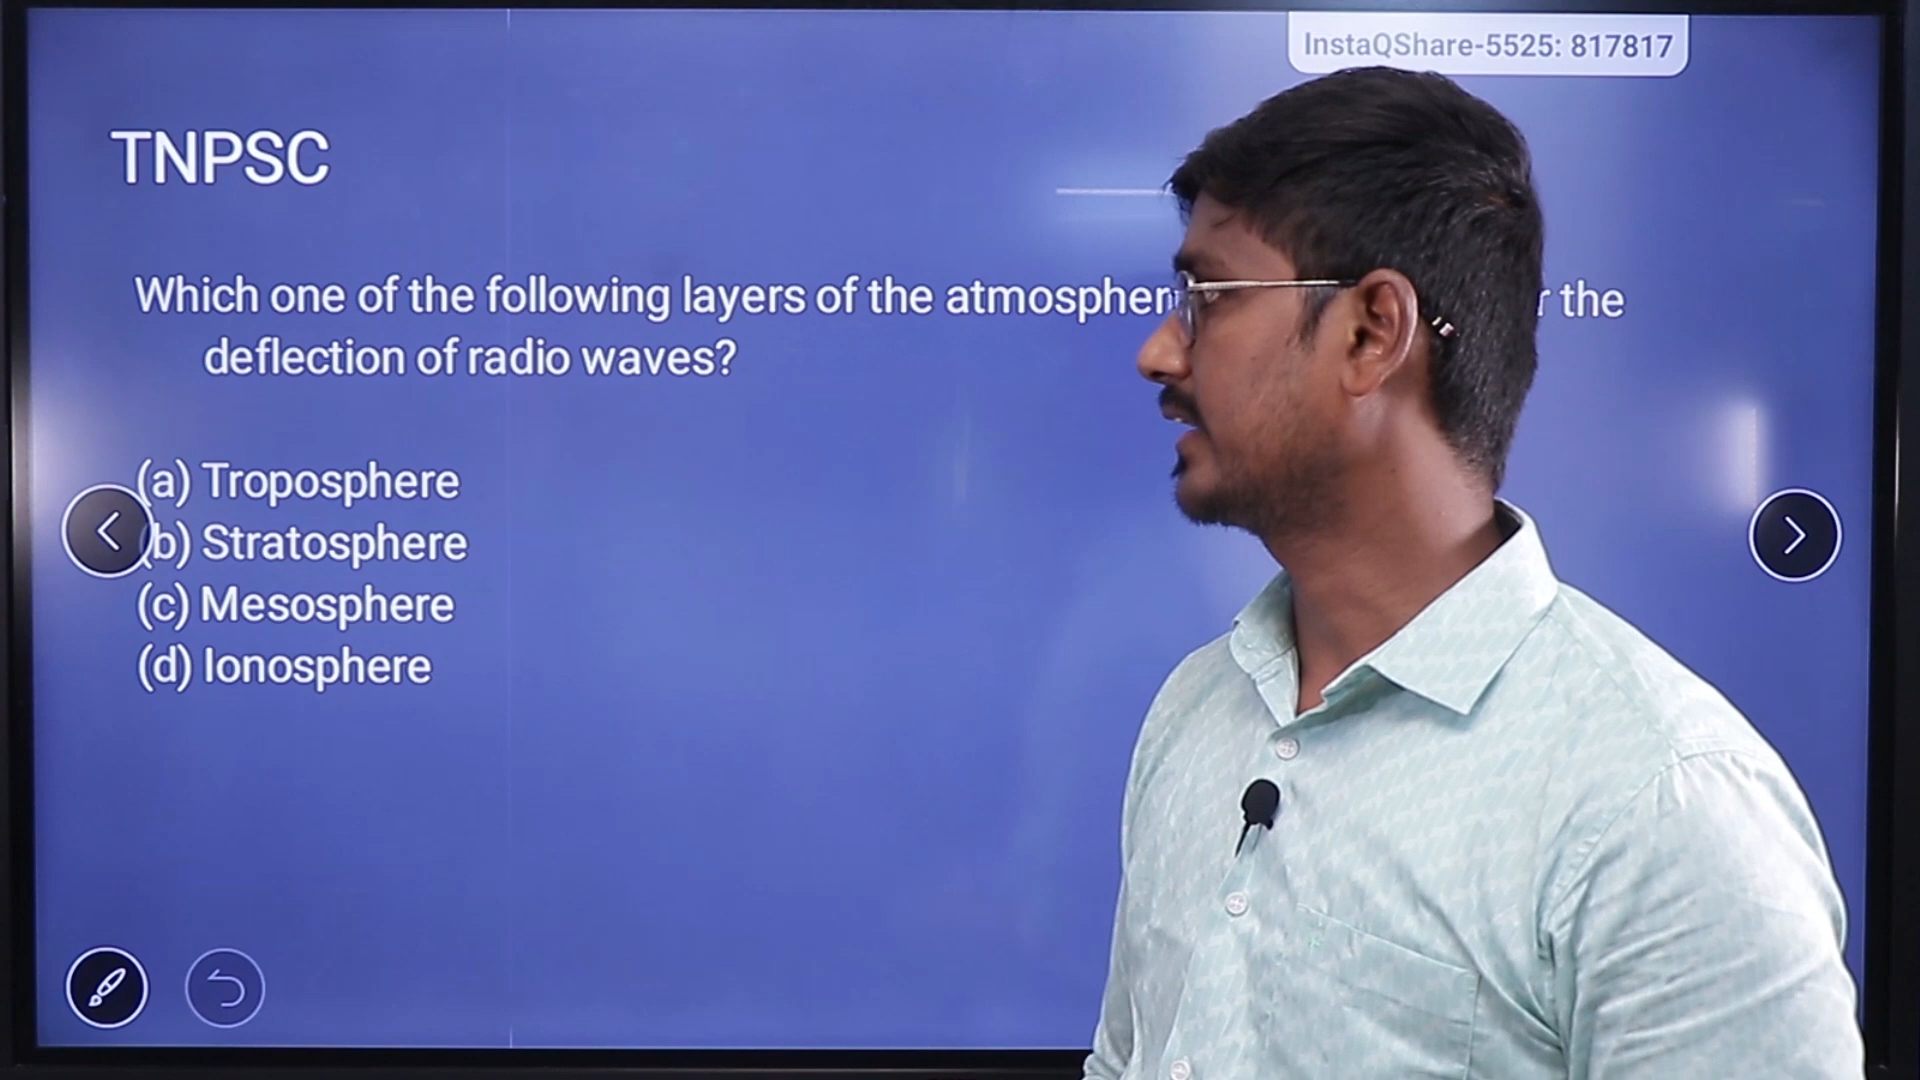 InstaQShare-5525: 817817
TNPSC
Which one of the following layers of the the
deflection of radio waves?
(a) Troposphere
(b) Stratosphere
(c) Mesosphere
(d) Ionosphere